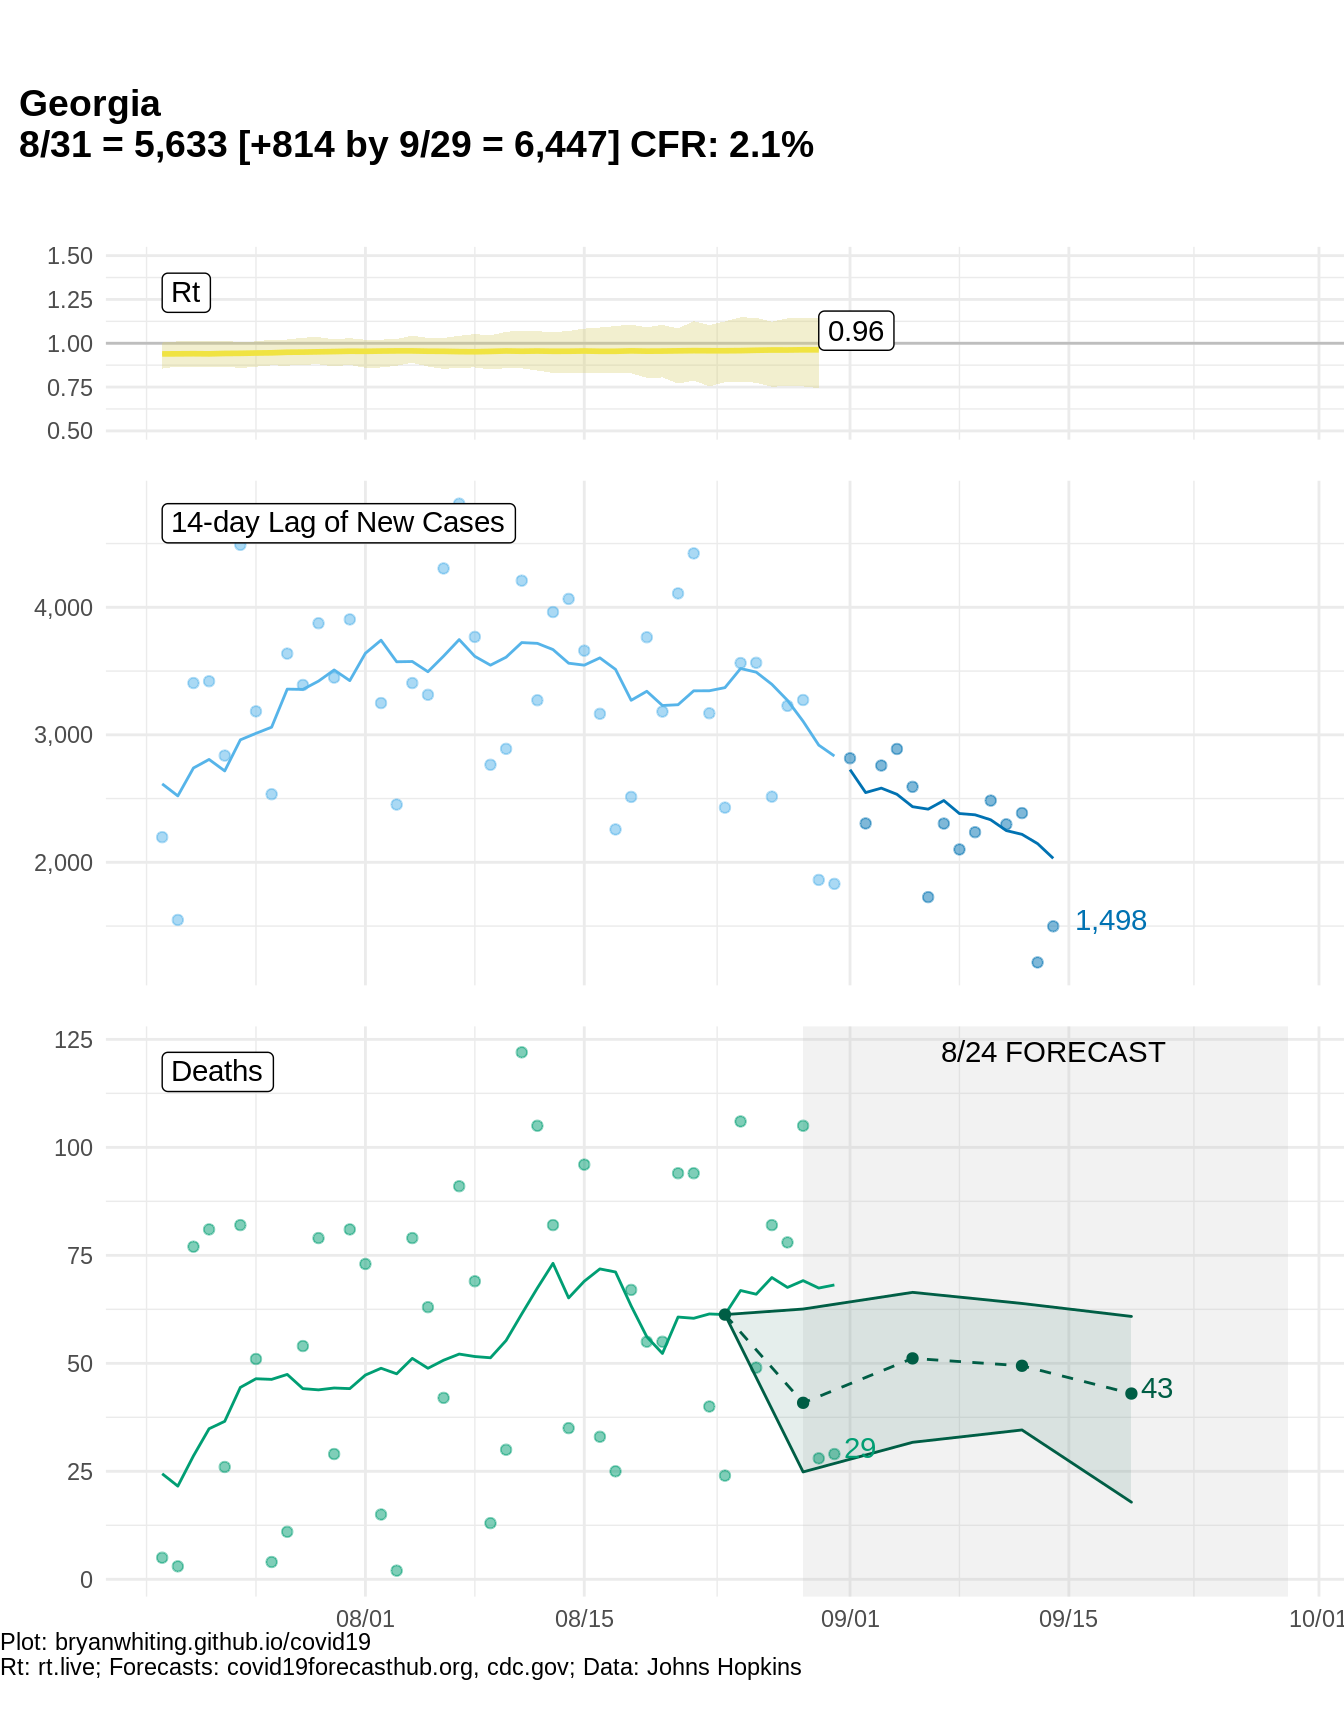 Georgia
8/31 = 5,633 [+814 by 9/29 = 6,447] CFR: 2.1%
1.50
1.25
1.00
0.75
0.50
Rt
0.96
14-day Lag of New Cases
4,000
3,000
2,000
1,498
125
100
75
50
25
0
Deaths
8/24 FORECAST
43
29
08/01 08/15 09/01 09/15 10/01
Plot: bryanwhiting.github.io/covid19
Rt: rt.live; Forecasts: covid19forecasthub.org, cdc.gov; Data: Johns Hopkins